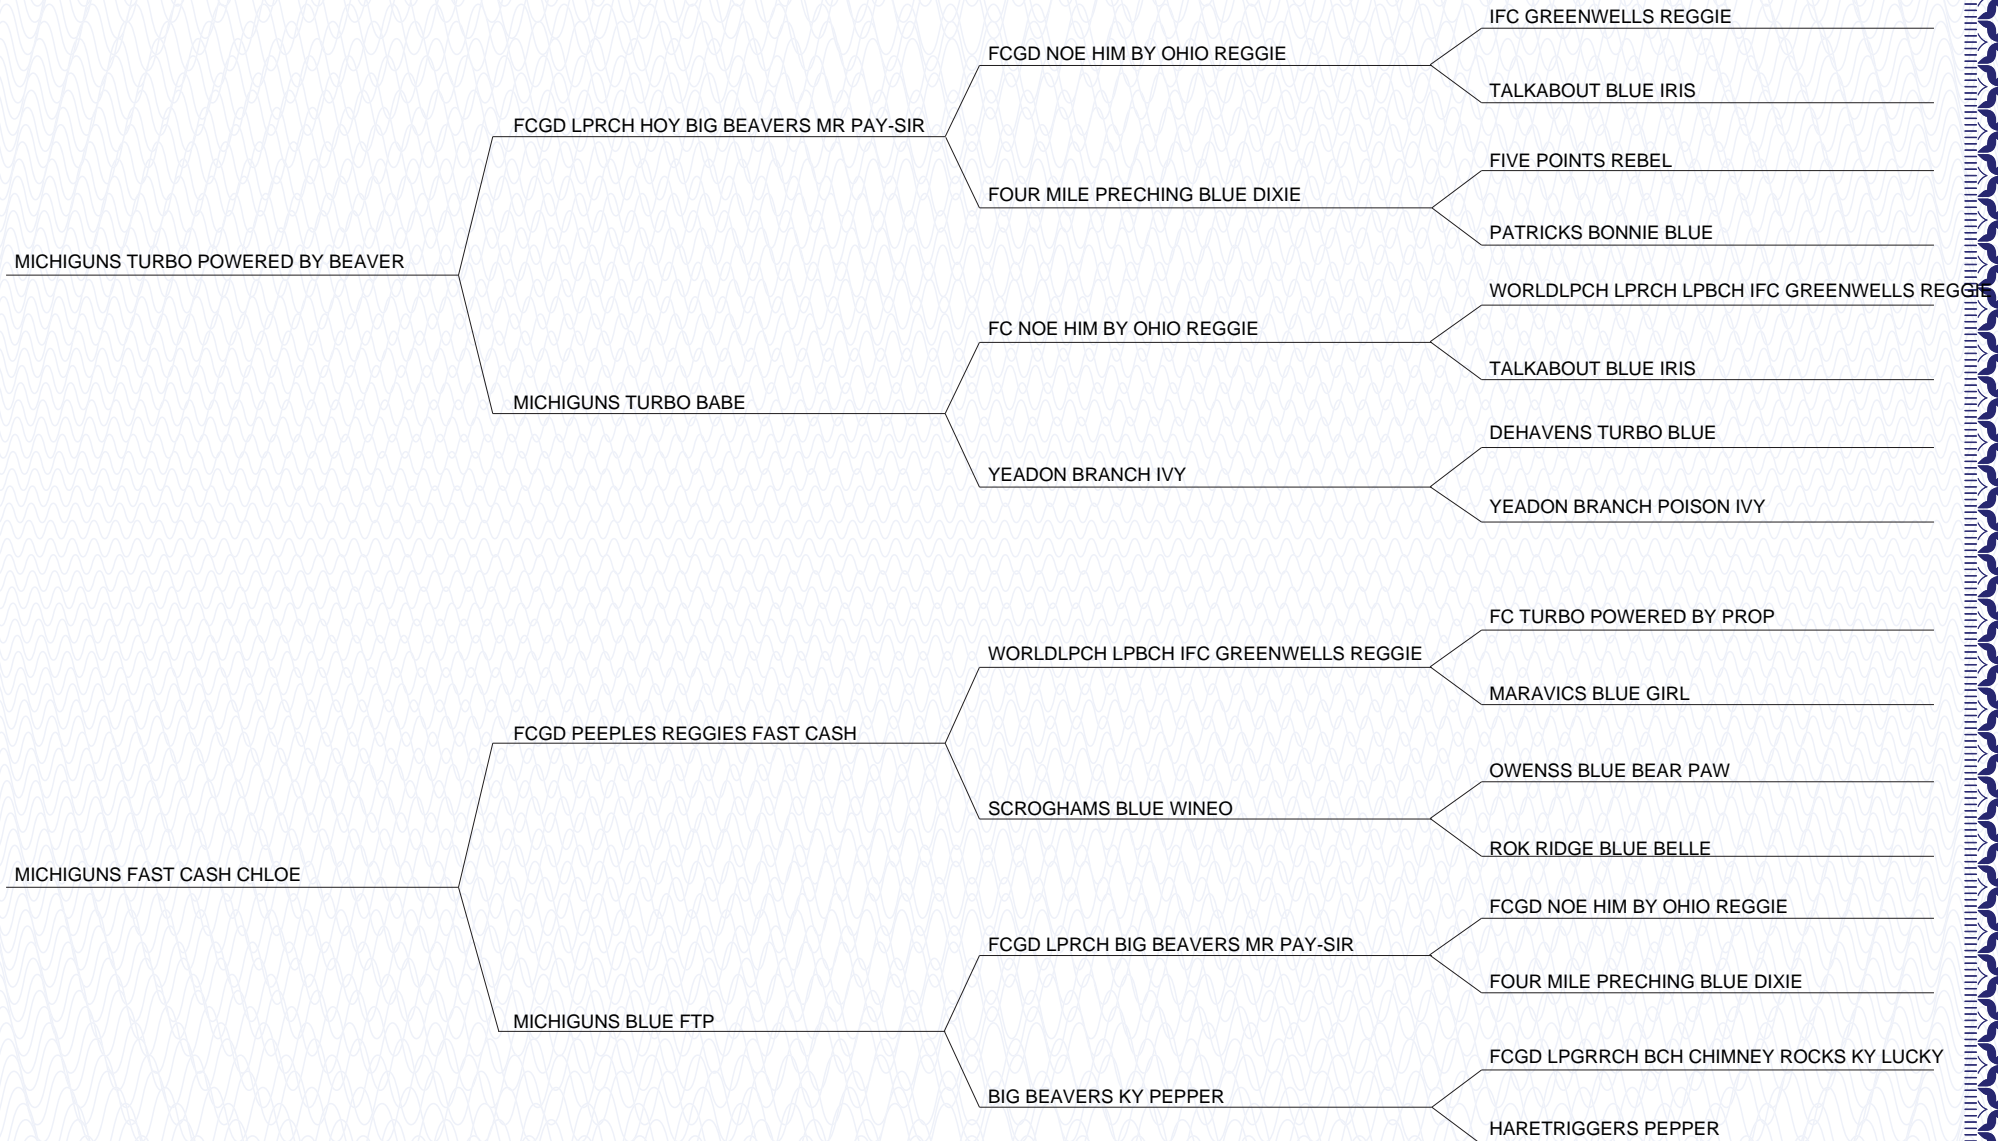 IFC GREENWELLS REGGIE
FCGD NOE HIM BY OHIO REGGIE
TALKABOUT BLUE IRIS
FCGD LPRCH HOY BIG BEAVERS MR PAY-SIR
FIVE POINTS REBEL
FOUR MILE PRECHING BLUE DIXIE
PATRICKS BONNIE BLUE
MICHIGUNS TURBO POWERED BY BEAVER
WORLDLPCH LPRCH LPBCH IFC GREENWELLS REGGIE
FC NOE HIM BY OHIO REGGIE
TALKABOUT BLUE IRIS
MICHIGUNS TURBO BABE
DEHAVENS TURBO BLUE
YEADON BRANCH IVY
YEADON BRANCH POISON IVY
FC TURBO POWERED BY PROP
WORLDLPCH LPBCH IFC GREENWELLS REGGIE
MARAVICS BLUE GIRL
FCGD PEEPLES REGGIES FAST CASH
OWENSS BLUE BEAR PAW
SCROGHAMS BLUE WINEO
ROK RIDGE BLUE BELLE
MICHIGUNS FAST CASH CHLOE
FCGD NOE HIM BY OHIO REGGIE
FCGD LPRCH BIG BEAVERS MR PAY-SIR
FOUR MILE PRECHING BLUE DIXIE
MICHIGUNS BLUE FTP
FCGD LPGRRCH BCH CHIMNEY ROCKS KY LUCKY
BIG BEAVERS KY PEPPER
HARETRIGGERS PEPPER